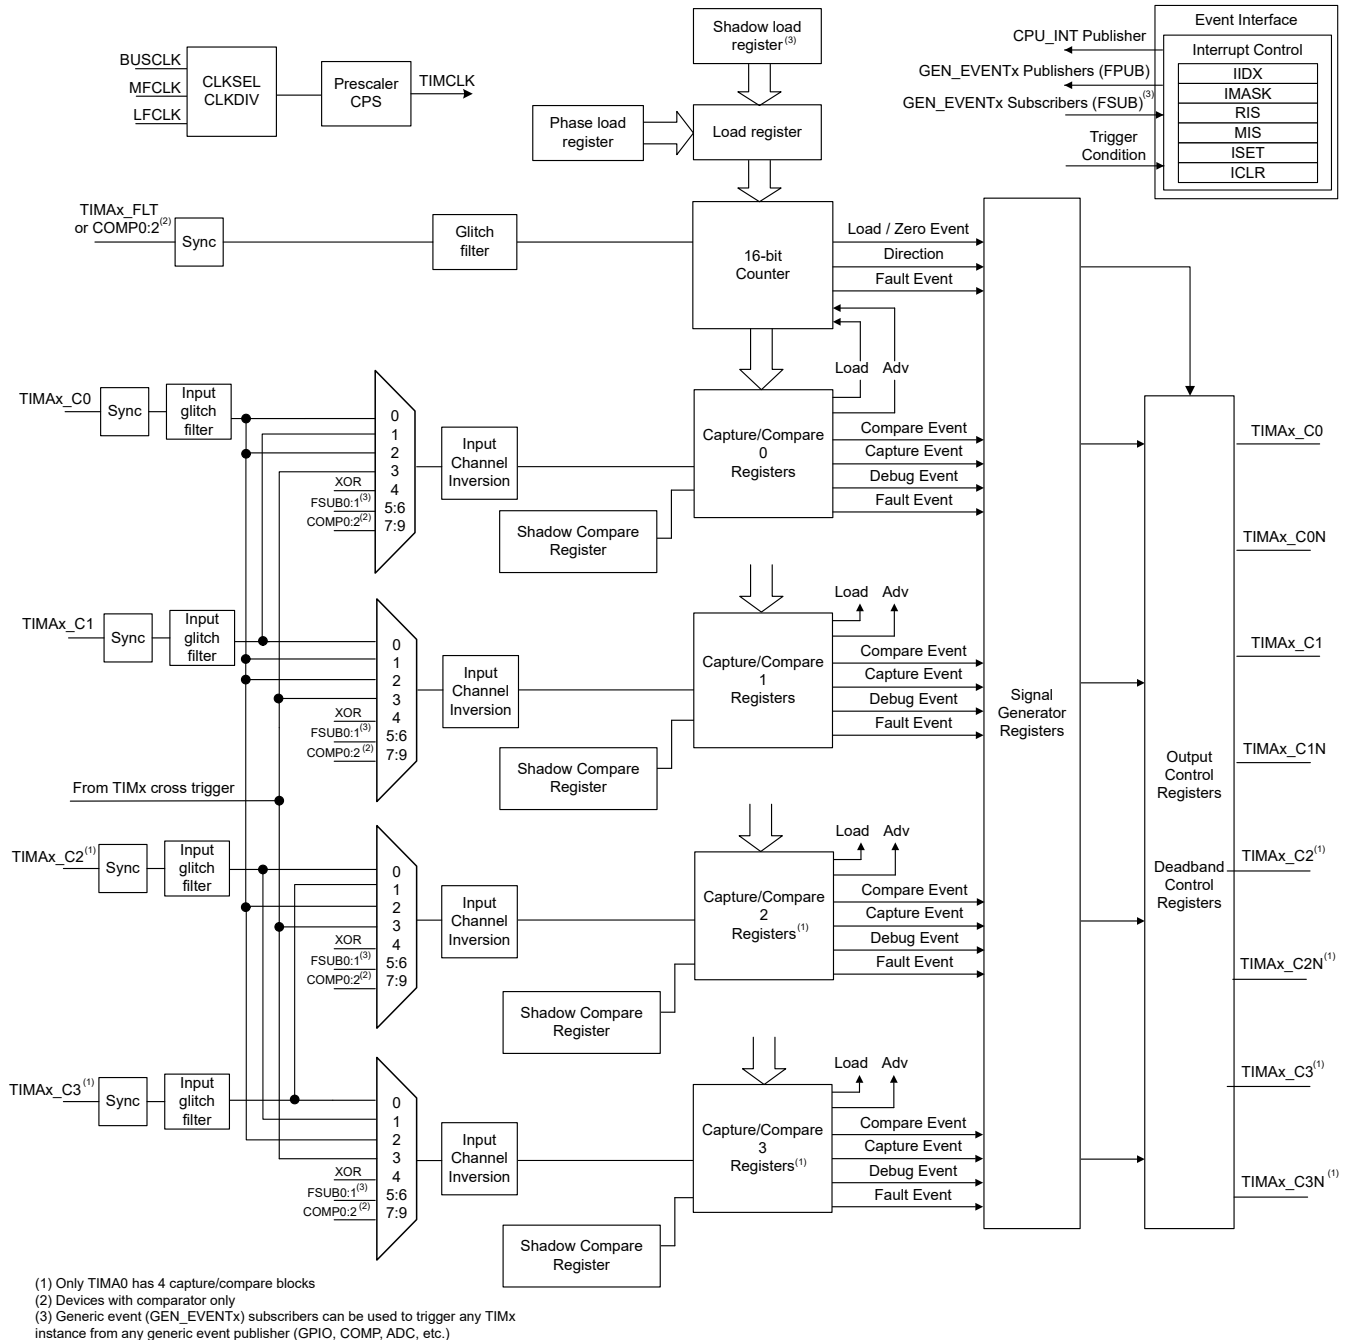 BUSCLK
MFCLK
LFCLK
CLKSEL
CLKDIV
Prescaler
CPS
TIMCLK
Shadow load
register(3)
Phase load
register
Load register
Event Interface
Interrupt Control
IIDX
IMASK
RIS
MIS
ISET
ICLR
CPU_INT Publisher
GEN_EVENTx Publishers (FPUB)
GEN_EVENTx Subscribers (FSUB)(3)
Trigger
Condition
TIMAx_FLT
or COMP0:2(2)
Sync
Glitch
filter
16-bit
Counter
Load / Zero Event
Direction
Fault Event
Load
Adv
TIMAx_C0
Sync
Input
glitch
filter
0
1
2
3
4
5:6
7:9
XOR
FSUB0:1(3)
COMP0:2(2)
Input
Channel
Inversion
Shadow Compare
Register
Capture/Compare
0
Registers
Compare Event
Capture Event
Debug Event
Fault Event
TIMAx_C1
Sync
Input
glitch
filter
0
1
2
3
4
5:6
7:9
XOR
FSUB0:1(3)
COMP0:2(2)
Input
Channel
Inversion
Shadow Compare
Register
Load
Adv
Capture/Compare
1
Registers
Compare Event
Capture Event
Debug Event
Fault Event
From TIMx cross trigger
TIMAx_C2(1)
Sync
Input
glitch
filter
0
1
2
3
4
5:6
7:9
XOR
FSUB0:1(3)
COMP0:2(2)
Input
Channel
Inversion
Shadow Compare
Register
Load
Adv
Capture/Compare
2
Registers(1)
Compare Event
Capture Event
Debug Event
Fault Event
TIMAx_C3(1)
Sync
Input
glitch
filter
0
1
2
3
4
5:6
7:9
XOR
FSUB0:1(3)
COMP0:2(2)
Input
Channel
Inversion
Shadow Compare
Register
Load
Adv
Capture/Compare
3
Registers(1)
Compare Event
Capture Event
Debug Event
Fault Event
Signal
Generator
Registers
Output
Control
Registers
Deadband
Control
Registers
TIMAx_C0
TIMAx_C0N
TIMAx_C1
TIMAx_C1N
TIMAx_C2(1)
TIMAx_C2N(1)
TIMAx_C3(1)
TIMAx_C3N(1)
(1) Only TIMA0 has 4 capture/compare blocks
(2) Devices with comparator only
(3) Generic event (GEN_EVENTx) subscribers can be used to trigger any TIMx
instance from any generic event publisher (GPIO, COMP, ADC, etc.)